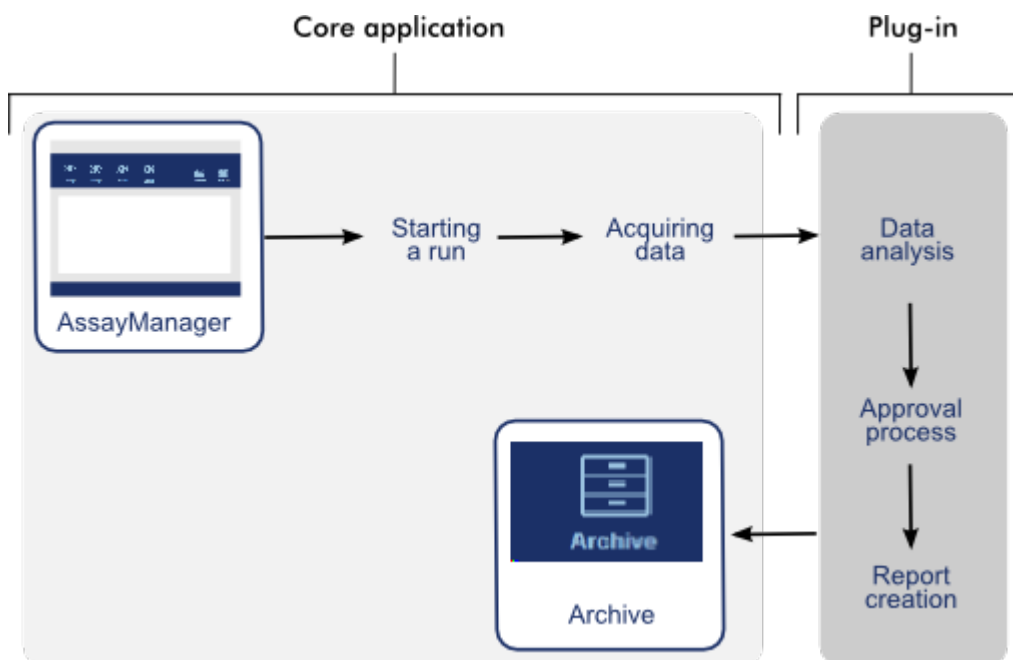 Core application
Plug-in
AssayManager
Starting
a run
Acquiring
data
Data
analysis
Approval
process
Archive
Archive
Report
creation